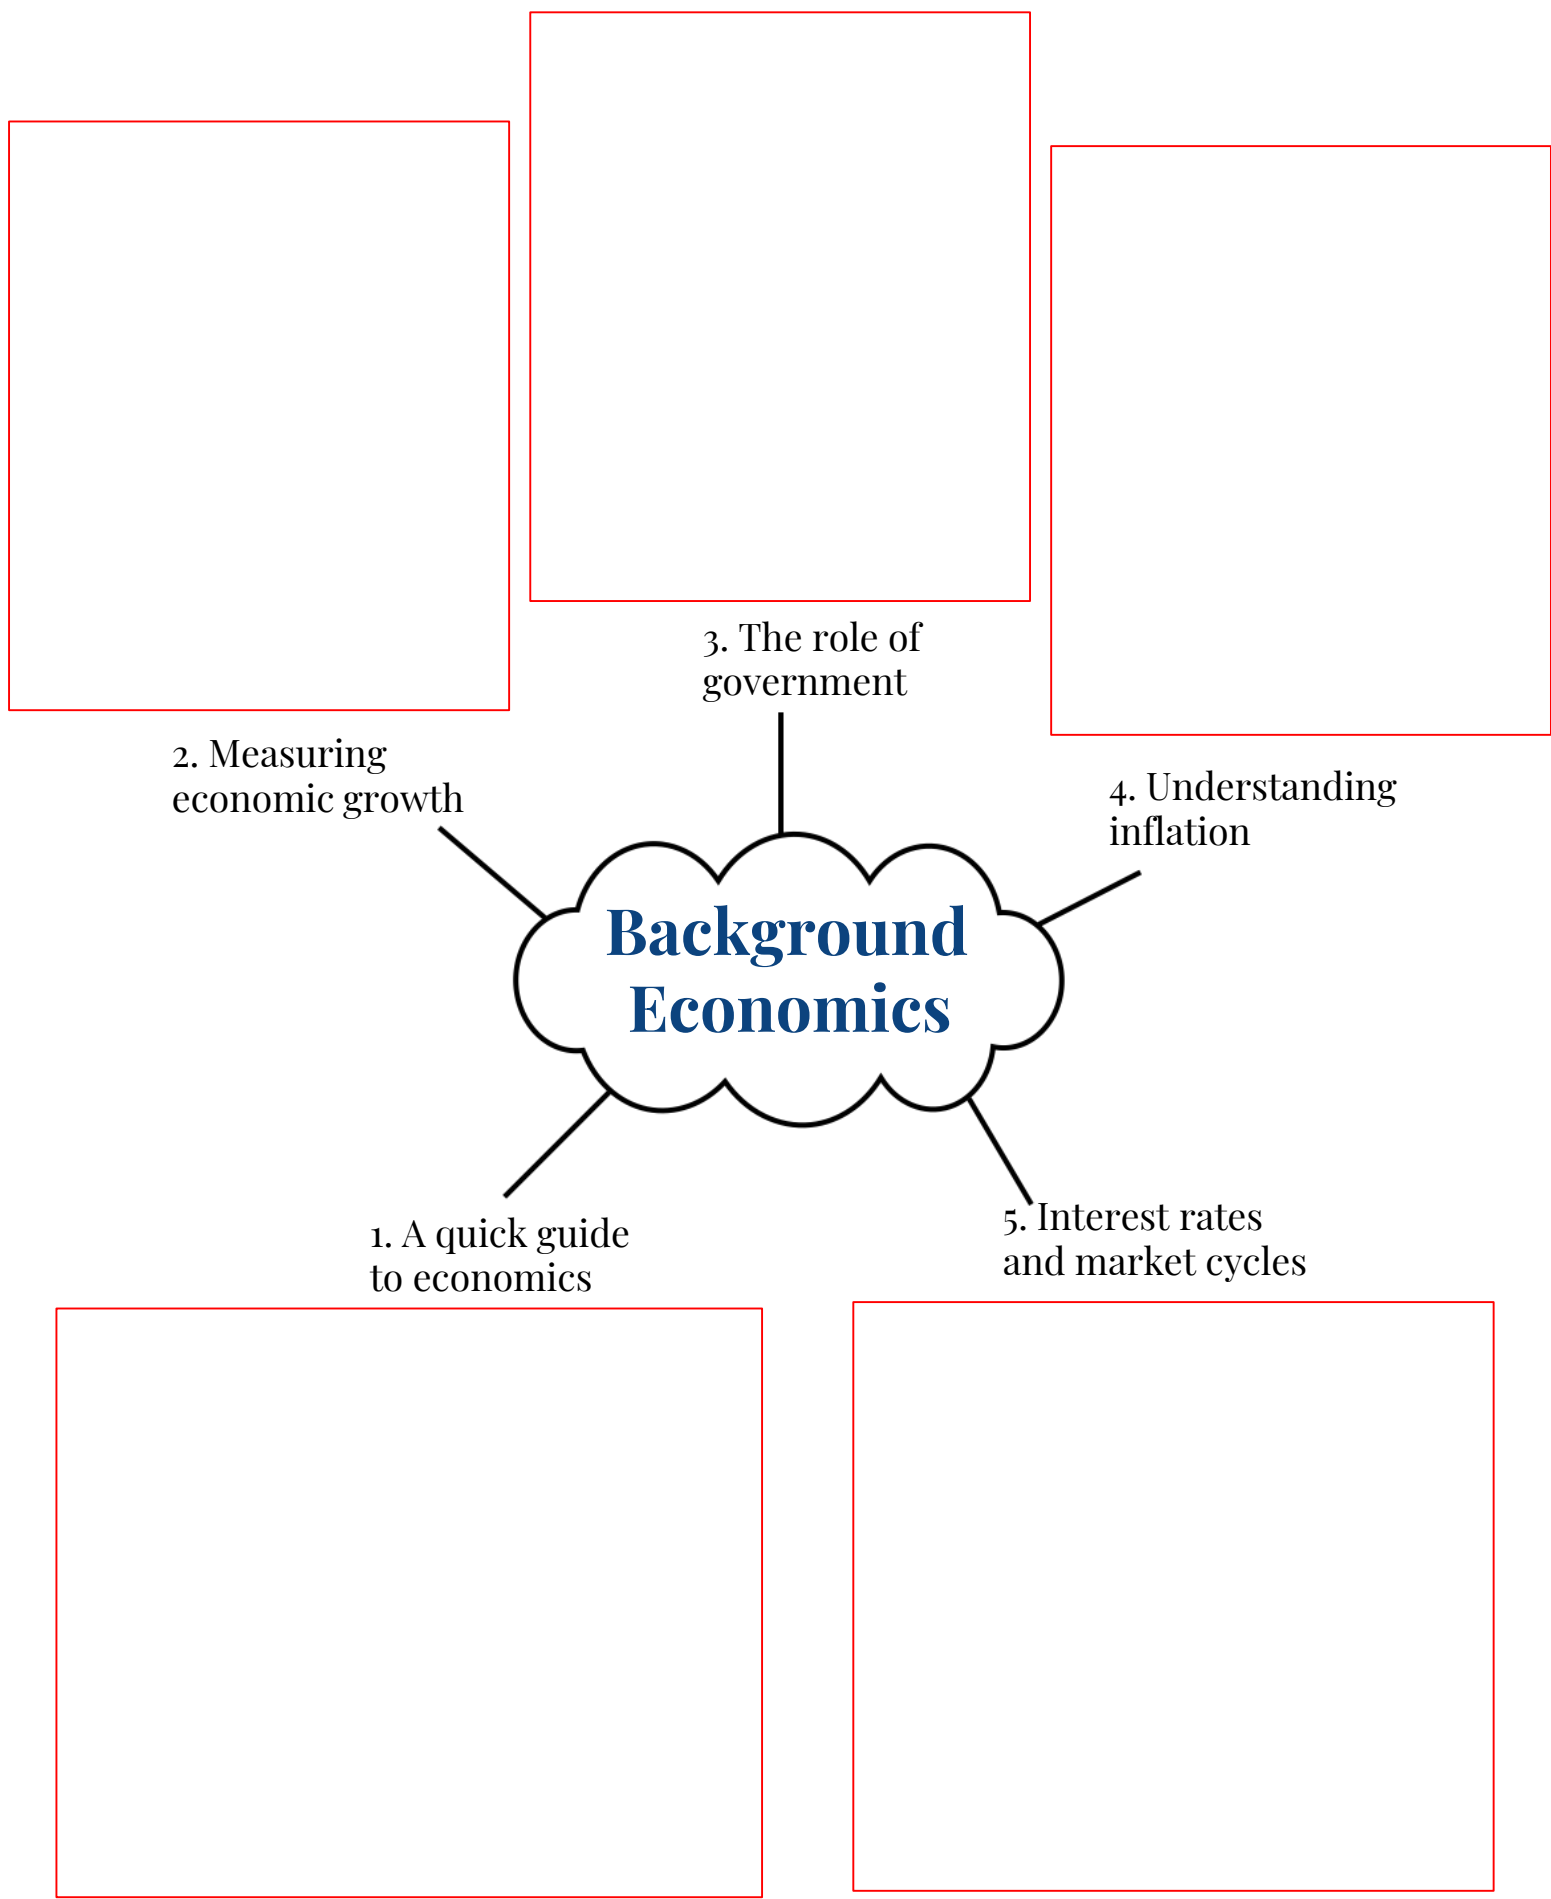 3. The role of
government
2. Measuring
economic growth
4. Understanding
inflation
Background
Economics
1. A quick guide
to economics
5. Interest rates
and market cycles